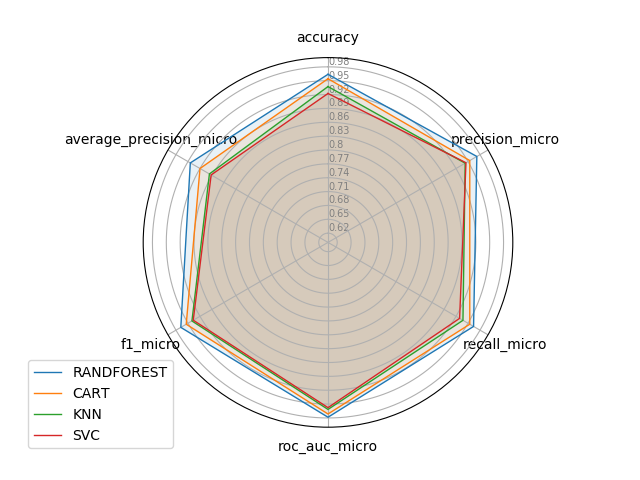 accuracy
0.98
0.95
0.92
0.89
0.86
0.83
0.8
0.77
0.74
0.71
0.68
0.65
0.62
average_precision_micro
precision_micro
f1_micro
recall_micro
roc_auc_micro
RANDFOREST
CART
KNN
SVC